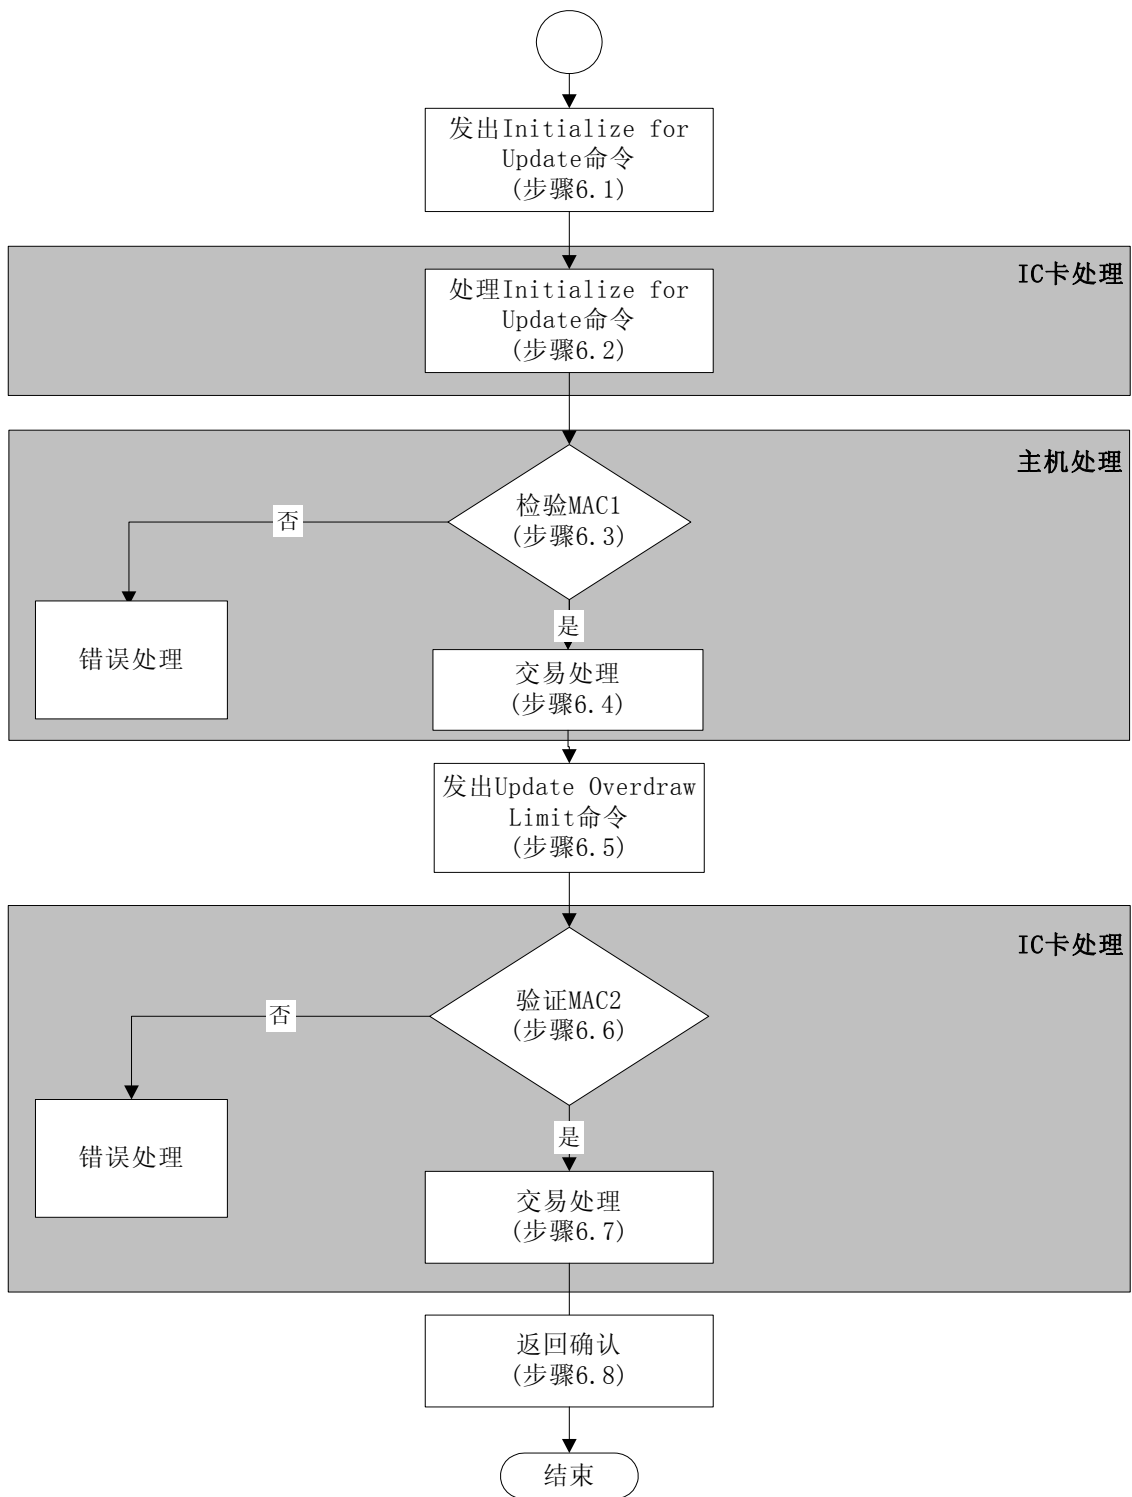 发出Initialize for
Update命令
(步骤6.1)
IC卡处理
处理Initialize for
Update命令
(步骤6.2)
主机处理
检验MAC1
(步骤6.3)
否
是
错误处理
交易处理
(步骤6.4)
发出Update Overdraw
Limit命令
(步骤6.5)
IC卡处理
验证MAC2
(步骤6.6)
否
是
错误处理
交易处理
(步骤6.7)
返回确认
(步骤6.8)
结束